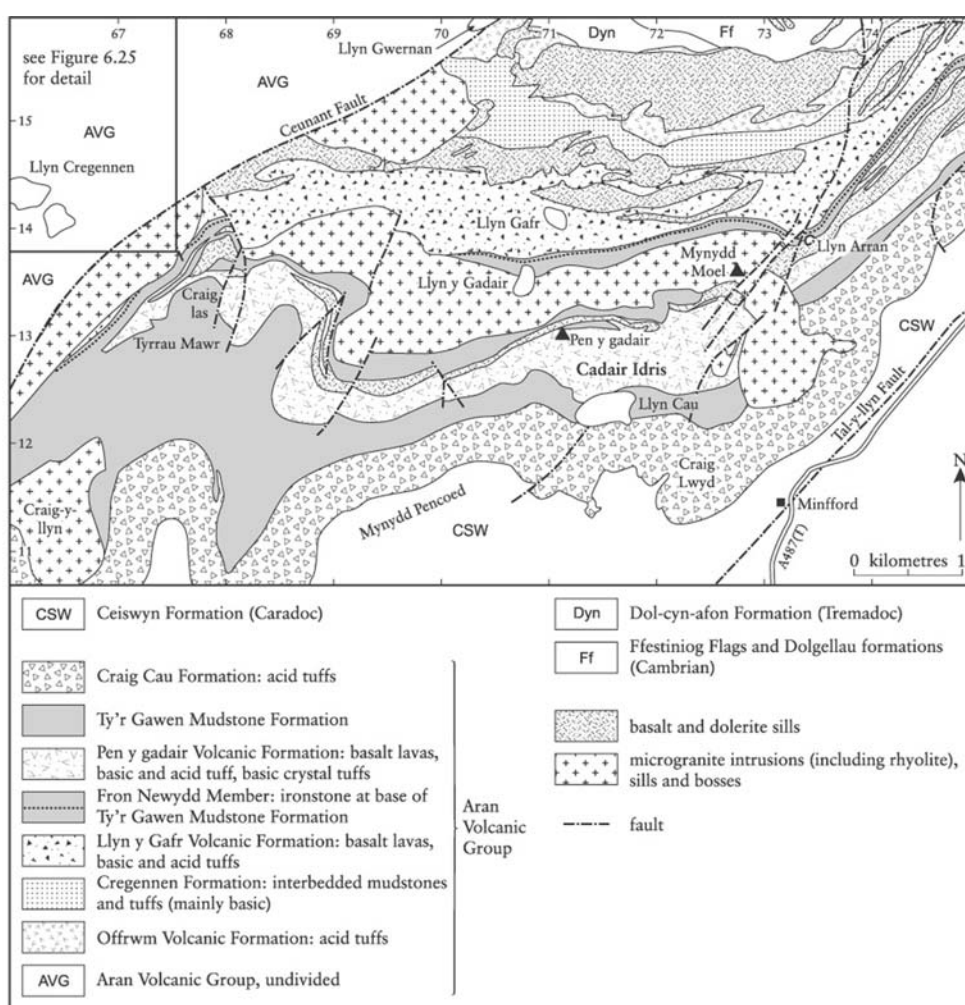 67 68 69 70 71 72 73 74
Llyn Gwernan
Dyn
Ff
see Figure 6.25
for detail
AVG
AVG
Ceunant Fault
15
AVG
Llyn Cregennen
14
Llyn Gafr
Llyn Arran
Mynydd
Moel
AVG
Llyn y Gadair
Craig
las
CSW
13
Tyrrau Mawr
Pen y gadair
Cadair Idris
Tal-y-llyn Fault
Llyn Cau
12
Craig
Lwyd
N
Craig-y-
llyn
Mynydd Pencoed
Minffordd
CSW
11
A487(T)
0 kilometres 1
CSW Ceiswyn Formation (Caradoc)
Craig Cau Formation: acid tuffs
Ty'r Gawen Mudstone Formation
Pen y gadair Volcanic Formation: basalt lavas,
basic and acid tuff, basic crystal tuffs
Fron Newydd Member: ironstone at base of
Ty'r Gawen Mudstone Formation
Llyn y Gafr Volcanic Formation: basalt lavas,
basic and acid tuffs
Cregennen Formation: interbedded mudstones
and tuffs (mainly basic)
Offrwm Volcanic Formation: acid tuffs
AVG Aran Volcanic Group, undivided
Aran
Volcanic
Group
Dyn Dol-cyn-afon Formation (Tremadoc)
Ff Ffestiniog Flags and Dolgellau formations
(Cambrian)
basalt and dolerite sills
microgranite intrusions (including rhyolite),
sills and bosses
fault